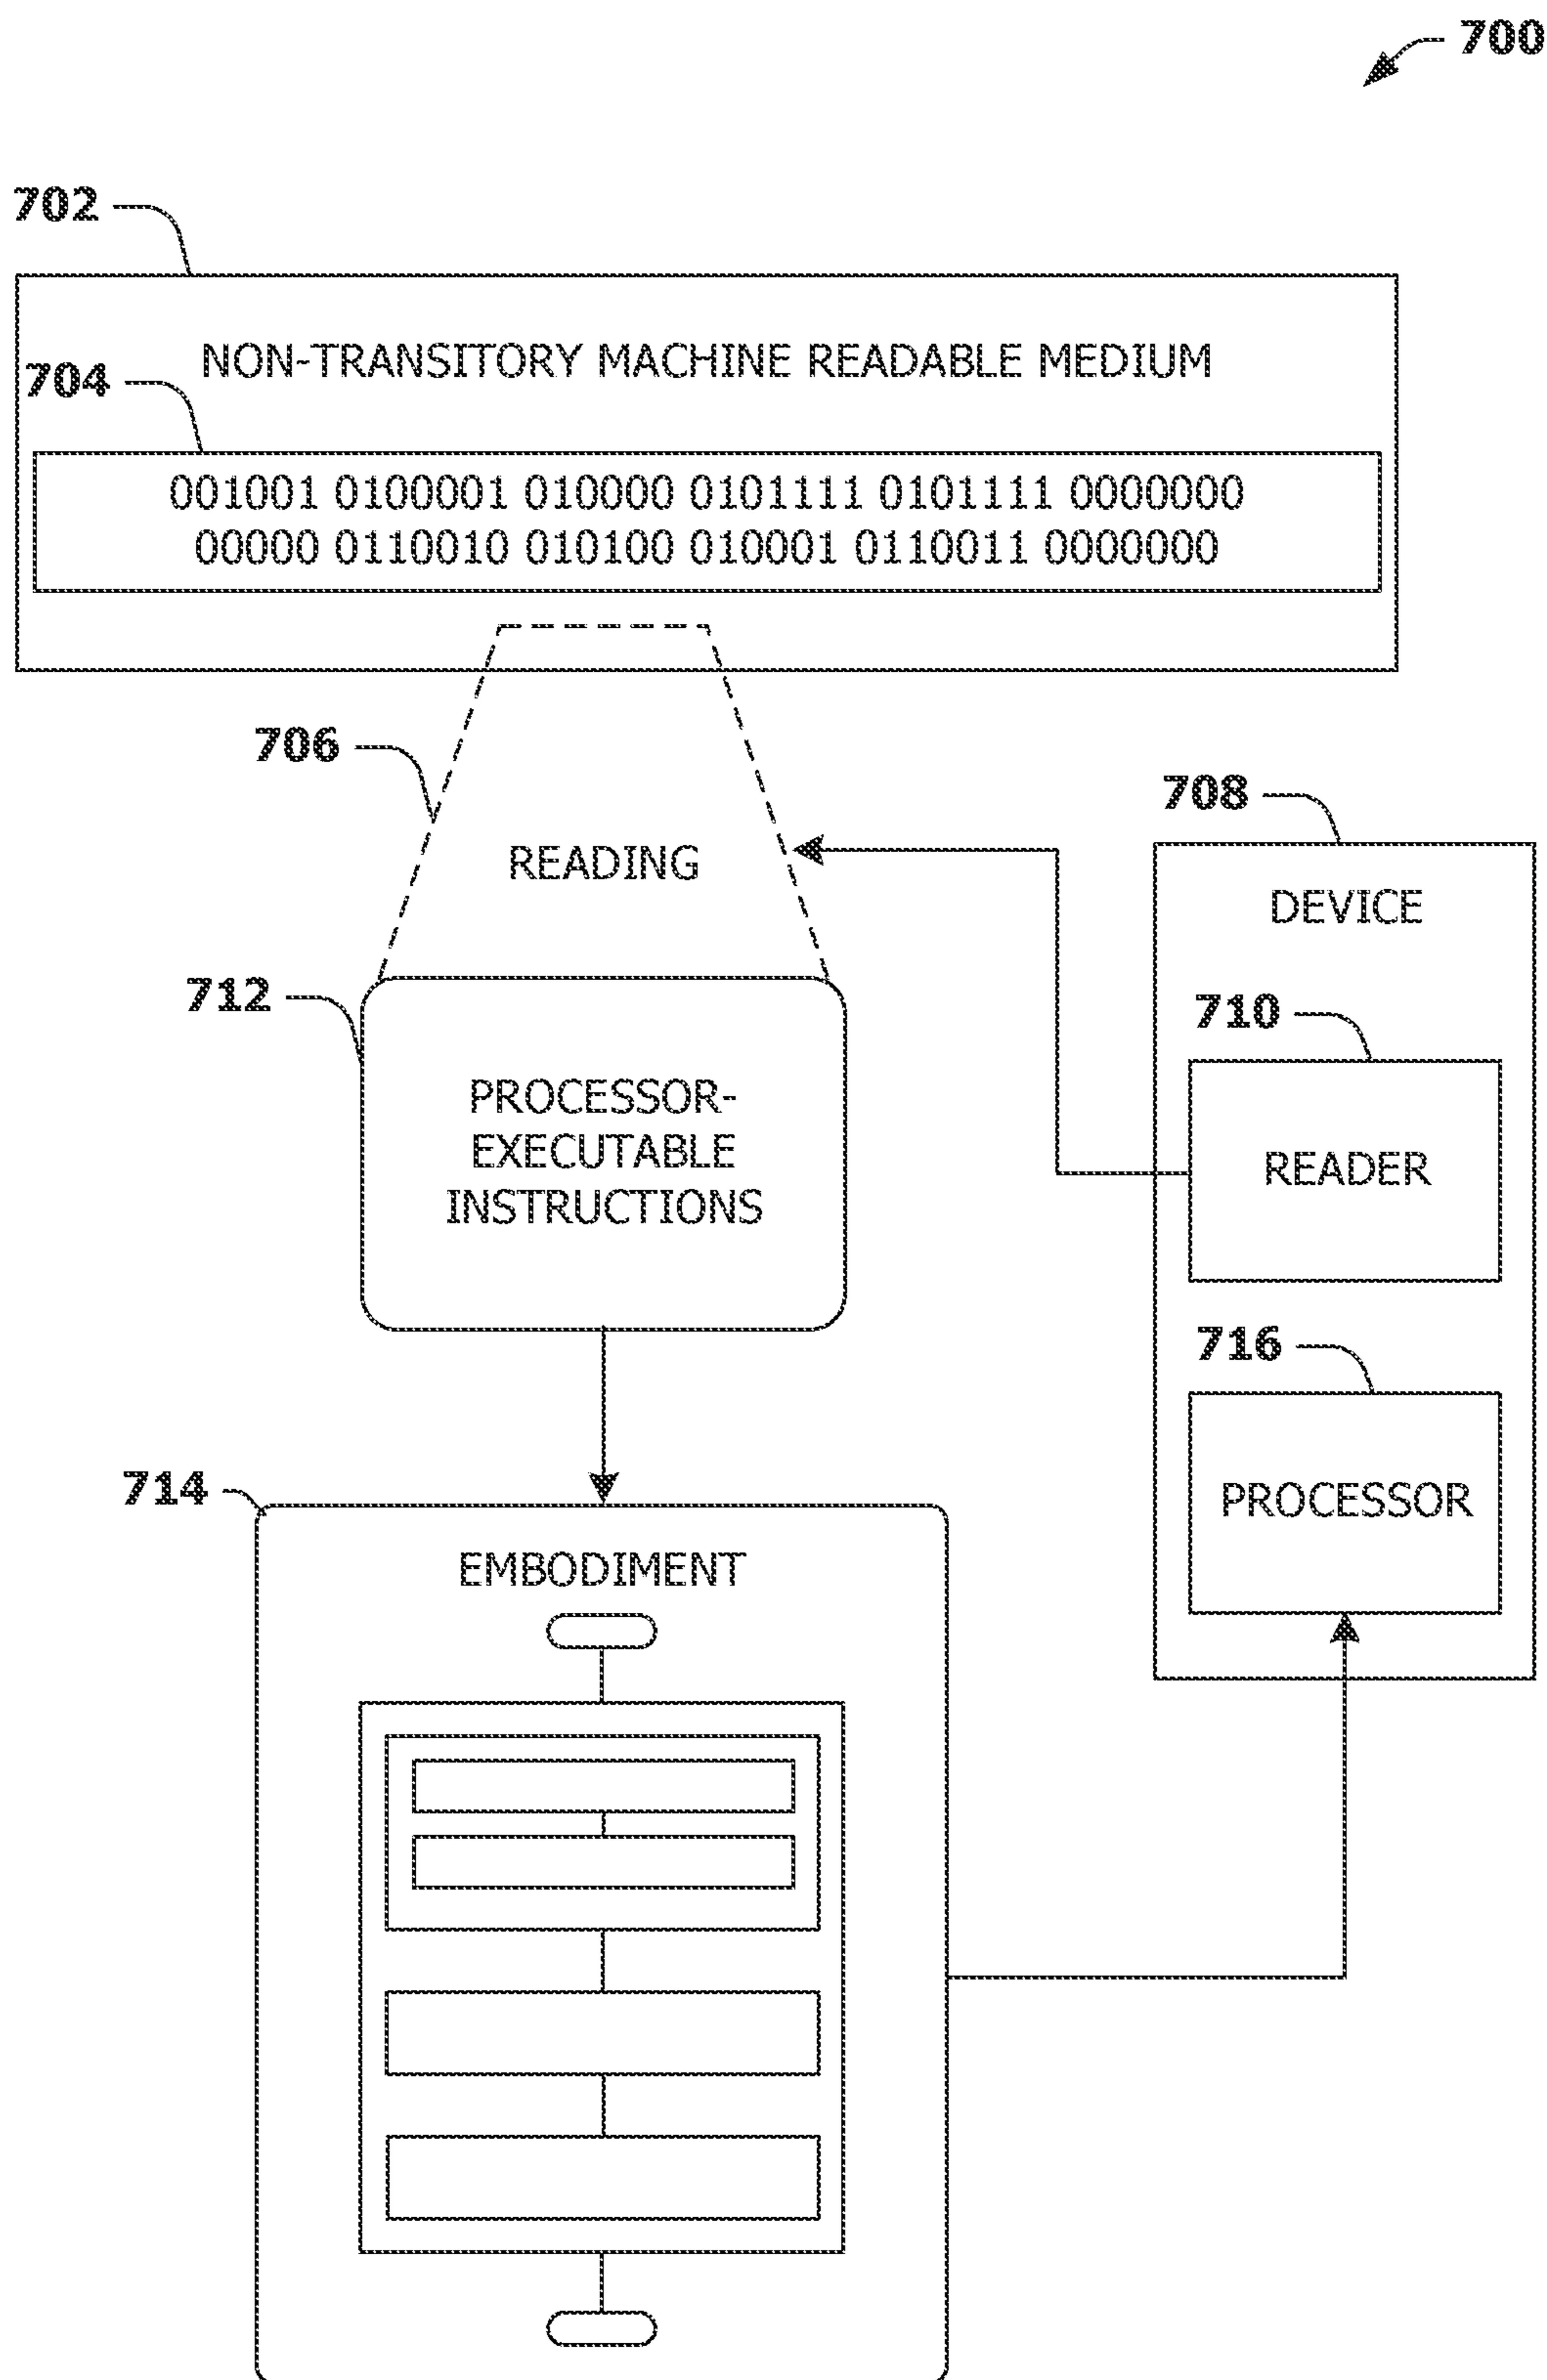 700
702
NON-TRANSITORY MACHINE READABLE MEDIUM
704
001001 0100001 010000 0101111 0101111 0000000
00000 0110010 010100 010001 0110011 0000000
706
READING
708
DEVICE
710
READER
712
PROCESSOR-
EXECUTABLE
INSTRUCTIONS
716
PROCESSOR
714
EMBODIMENT